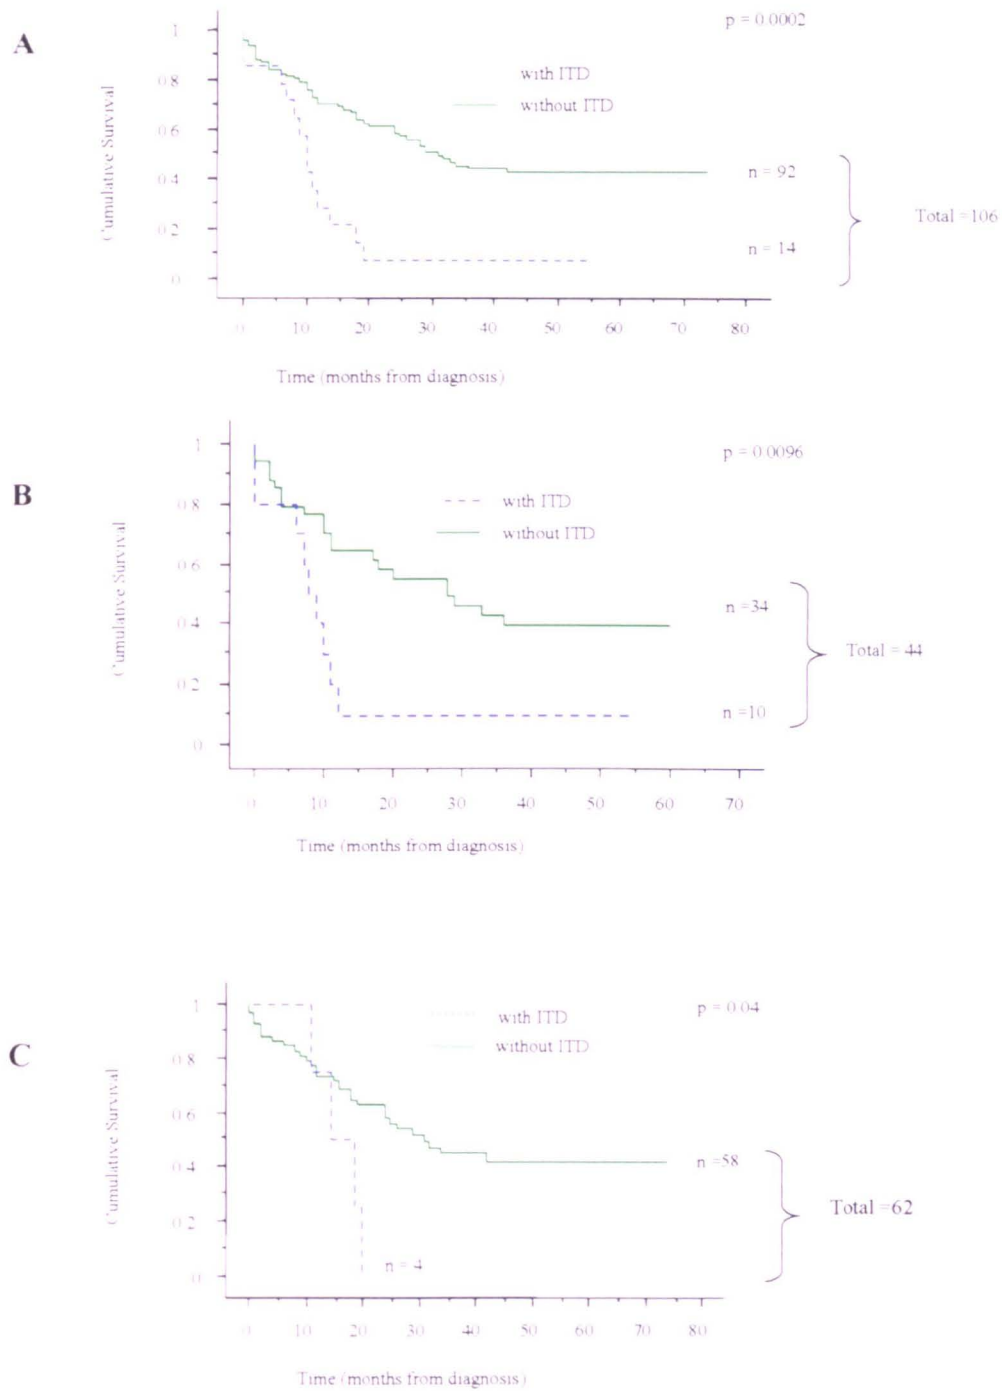 A
p = 0.0002
with ITD
without ITD
n = 92
n = 14
Total =106
Cumulative Survival
1
0.8
0.6
0.4
0.2
0
0 10 20 30 40 50 60 70 80
Time (months from diagnosis)
B
p = 0.0096
with ITD
without ITD
n =34
n =10
Total = 44
Cumulative Survival
1
0.8
0.6
0.4
0.2
0
0 10 20 30 40 50 60 70
Time (months from diagnosis)
C
p = 0.04
with ITD
without ITD
n =58
n = 4
Total =62
Cumulative Survival
1
0.8
0.6
0.4
0.2
0
0 10 20 30 40 50 60 70 80
Time (months from diagnosis)